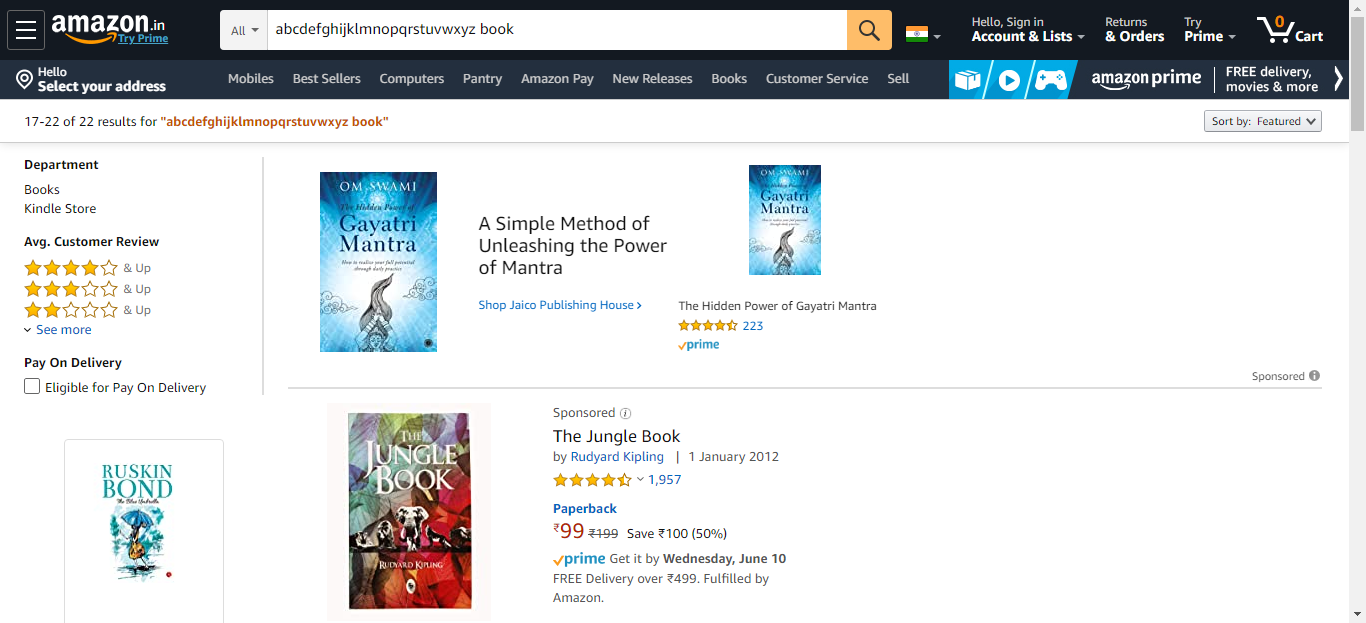 amazon.in
Try Prime
All
abcdefghijklmnopqrstuvwxyz book
Hello, Sign in
Account & Lists
Returns
& Orders
Try
Prime
0
Cart
Hello
Select your address
Mobiles
Best Sellers
Computers
Pantry
Amazon Pay
New Releases
Books
Customer Service
Sell
amazon prime
FREE delivery,
movies & more
17-22 of 22 results for "abcdefghijklmnopqrstuvwxyz book"
Sort by: Featured
Department
Books
Kindle Store
Avg. Customer Review
& Up
& Up
& Up
See more
Pay On Delivery
Eligible for Pay On Delivery
RUSKIN
BOND
The Blue Umbrella
OM SWAMI
The Hidden Power of
Gayatri
Mantra
How to realize your full potential
through daily practice
A Simple Method of
Unleashing the Power
of Mantra
Shop Jaico Publishing House
OM SWAMI
The Hidden Power of
Gayatri
Mantra
The Hidden Power of Gayatri Mantra
223
prime
Sponsored
THE
JUNGLE
BOOK
RUDYARD KIPLING
Sponsored
The Jungle Book
by Rudyard Kipling | 1 January 2012
1,957
Paperback
₹99 ₹199 Save ₹100 (50%)
prime Get it by Wednesday, June 10
FREE Delivery over ₹499. Fulfilled by
Amazon.